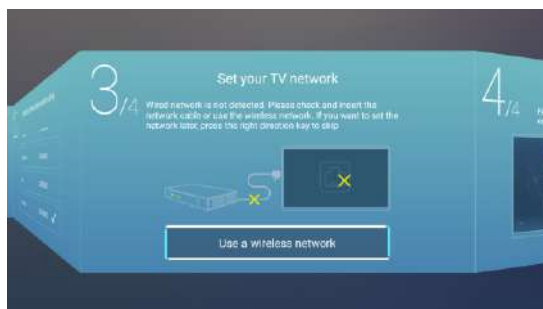 3/4
Set your TV network
Wired network is not detected. Please check and insert the
network cable or use the wireless network. If you want to set the
network later, press the right direction key to skip
Use a wireless network
4/4